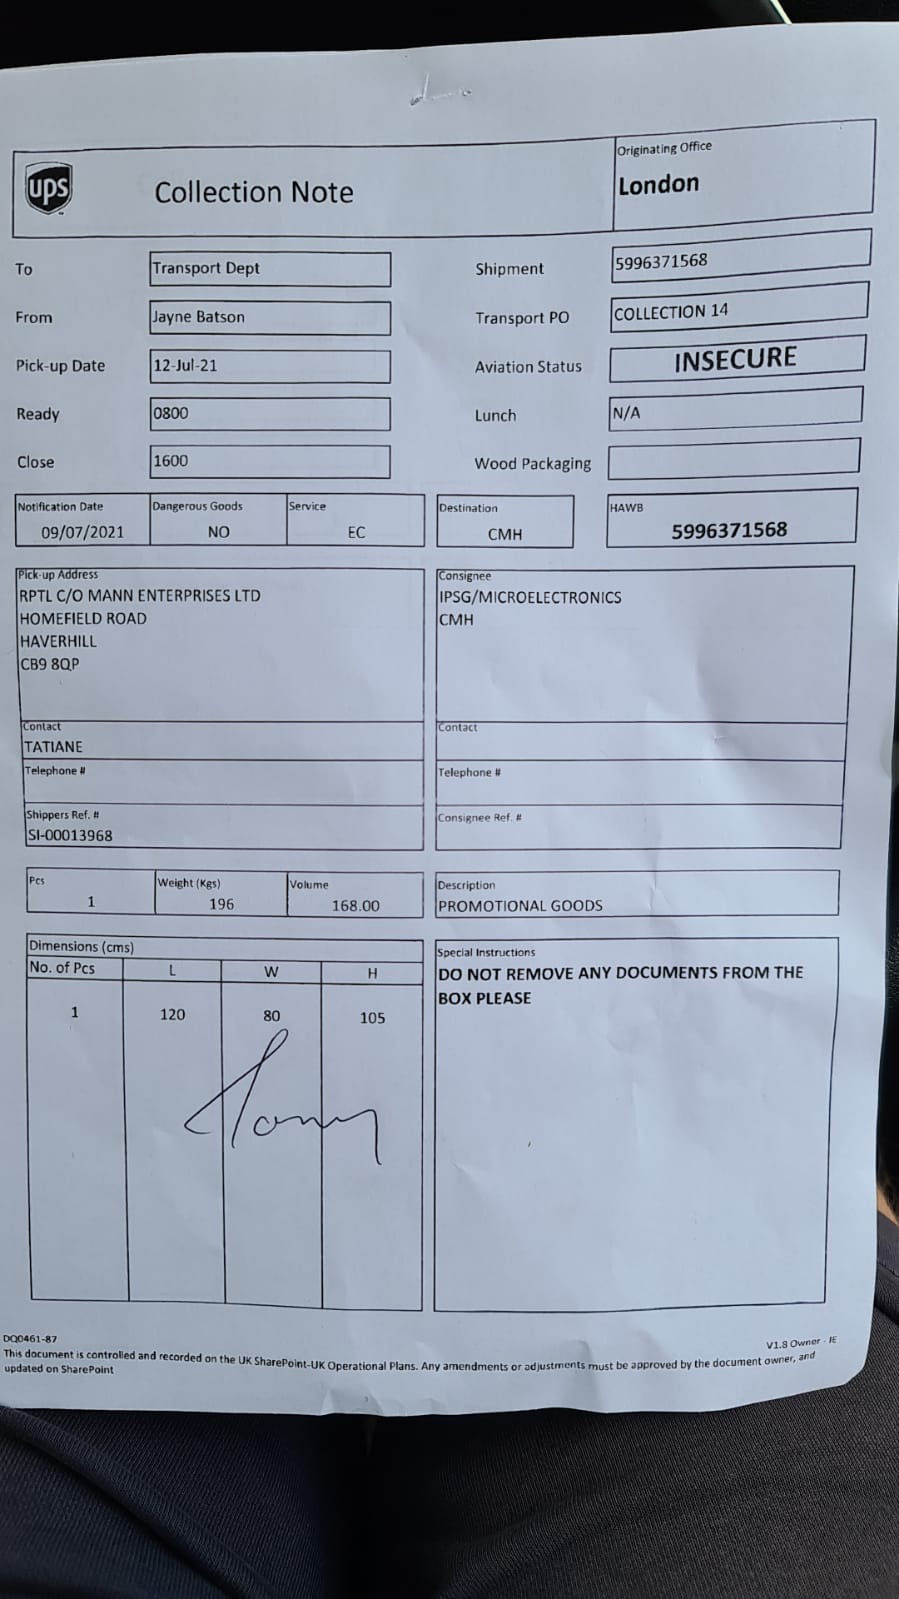 ups
Collection Note
Originating Office
London
To
Transport Dept
Shipment
5996371568
From
Jayne Batson
Transport PO
COLLECTION 14
Pick-up Date
12-Jul-21
Aviation Status
INSECURE
Ready
0800
Lunch
N/A
Close
1600
Wood Packaging
Notification Date
09/07/2021
Dangerous Goods
NO
Service
EC
Destination
CMH
HAWB
5996371568
Pick-up Address
RPTL C/O MANN ENTERPRISES LTD
HOMEFIELD ROAD
HAVERHILL
CB9 8QP
Consignee
IPSG/MICROELECTRONICS
CMH
Contact
TATIANE
Contact
Telephone #
Telephone #
Shippers Ref. #
SI-00013968
Consignee Ref. #
Pcs
1
Weight (Kgs)
196
Volume
168.00
Description
PROMOTIONAL GOODS
Dimensions (cms)
No. of Pcs L W H
1 120 80 105
Special Instructions
DO NOT REMOVE ANY DOCUMENTS FROM THE
BOX PLEASE
DQ0461-87
V1.8 Owner - IE
This document is controlled and recorded on the UK SharePoint-UK Operational Plans. Any amendments or adjustments must be approved by the document owner, and
updated on SharePoint